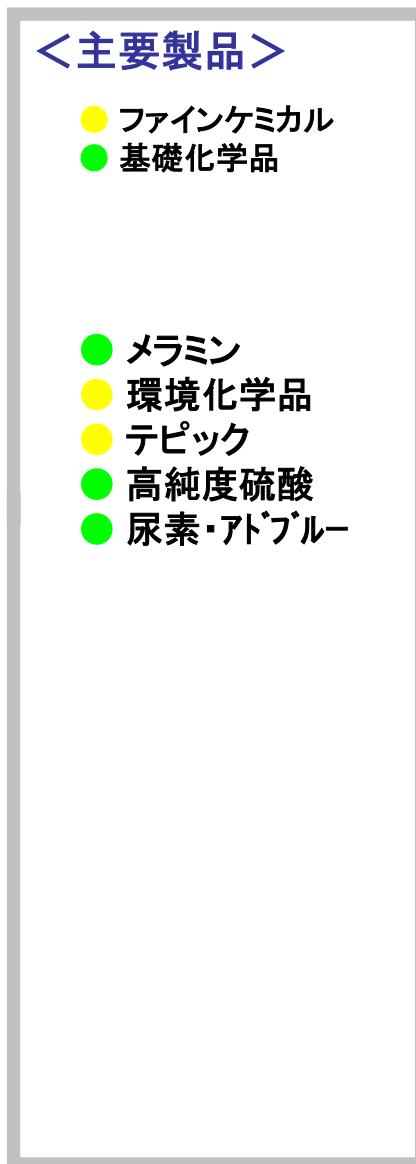 ＜主要製品＞
ファインケミカル
基礎化学品
メラミン
環境化学品
テピック
高純度硫酸
尿素・ｱﾄﾞﾌﾞﾙｰ